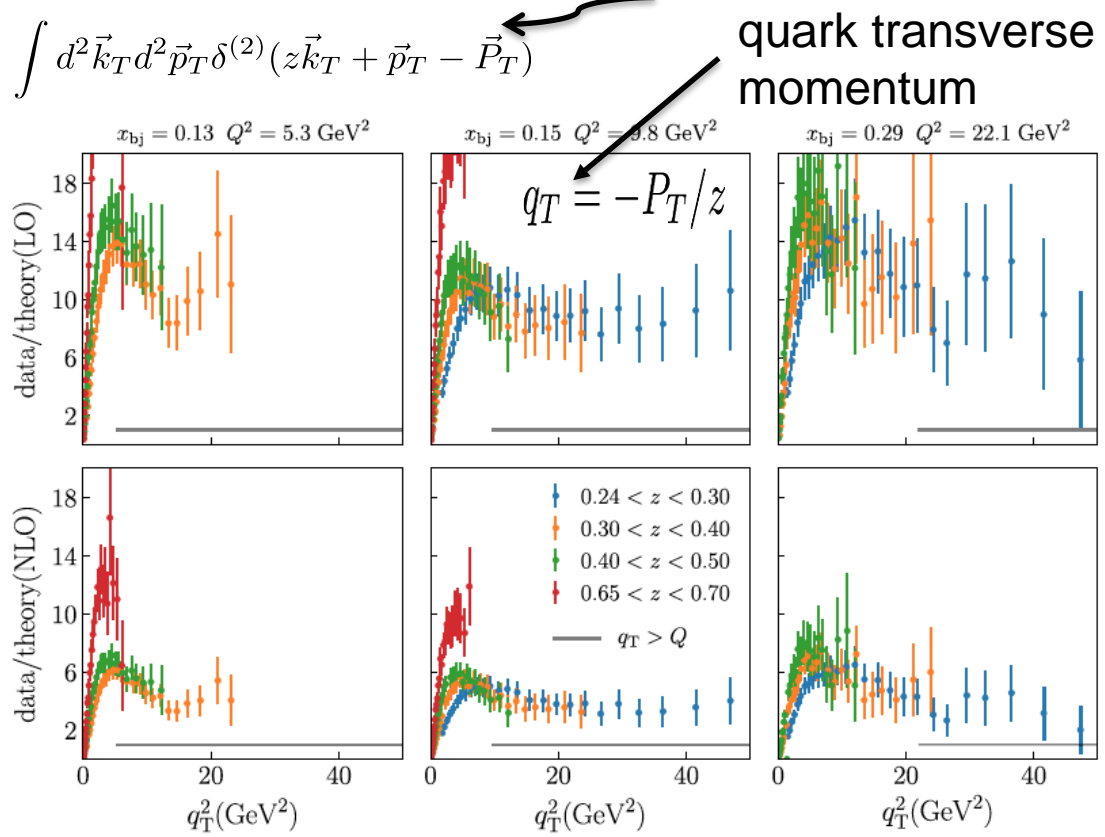 ∫ d²k⃗_T d²p⃗_T δ^(2)(zk⃗_T + p⃗_T − P⃗_T)
quark transverse
momentum
x_bj = 0.13 Q² = 5.3 GeV²
x_bj = 0.15 Q² = 9.8 GeV²
x_bj = 0.29 Q² = 22.1 GeV²
q_T = −P_T/z
data/theory(LO)
18
14
10
6
2
data/theory(NLO)
18
14
10
6
2
0.24 < z < 0.30
0.30 < z < 0.40
0.40 < z < 0.50
0.65 < z < 0.70
q_T > Q
0 20 40
0 20 40
0 20 40
q_T²(GeV²)
q_T²(GeV²)
q_T²(GeV²)